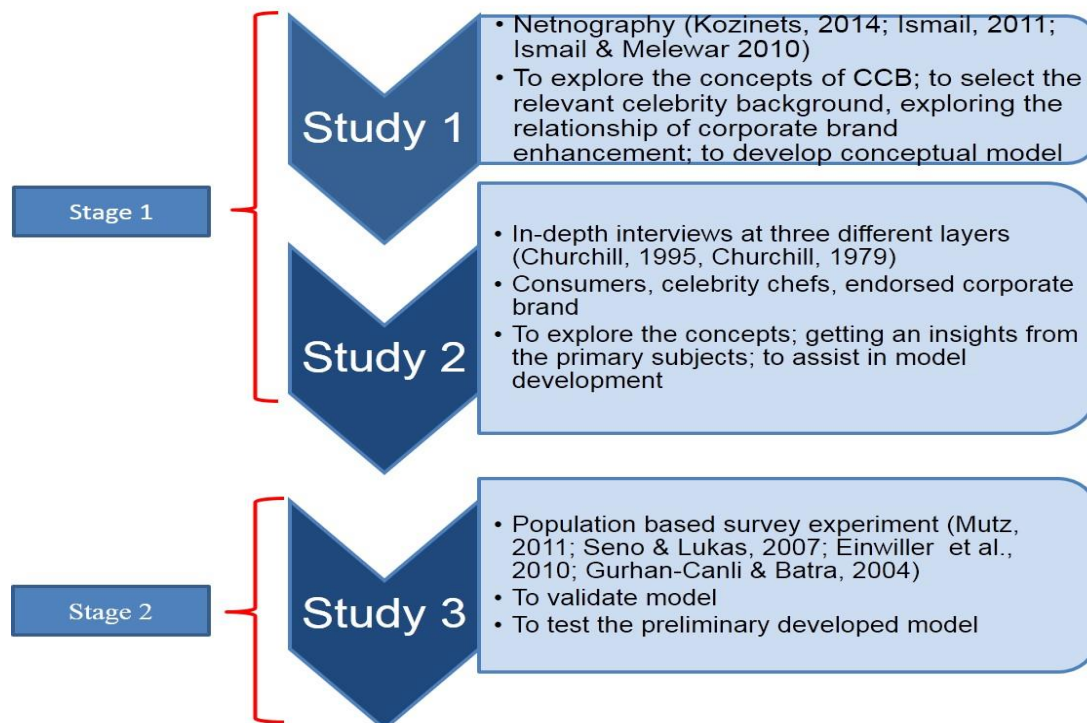 Stage 1
Study 1
• Netnography (Kozinets, 2014; Ismail, 2011;
Ismail & Melewar 2010)
• To explore the concepts of CCB; to select the
relevant celebrity background, exploring the
relationship of corporate brand
enhancement; to develop conceptual model
Study 2
• In-depth interviews at three different layers
(Churchill, 1995, Churchill, 1979)
• Consumers, celebrity chefs, endorsed corporate
brand
• To explore the concepts; getting an insights from
the primary subjects; to assist in model
development
Stage 2
Study 3
• Population based survey experiment (Mutz,
2011; Seno & Lukas, 2007; Einwiller et al.,
2010; Gurhan-Canli & Batra, 2004)
• To validate model
• To test the preliminary developed model